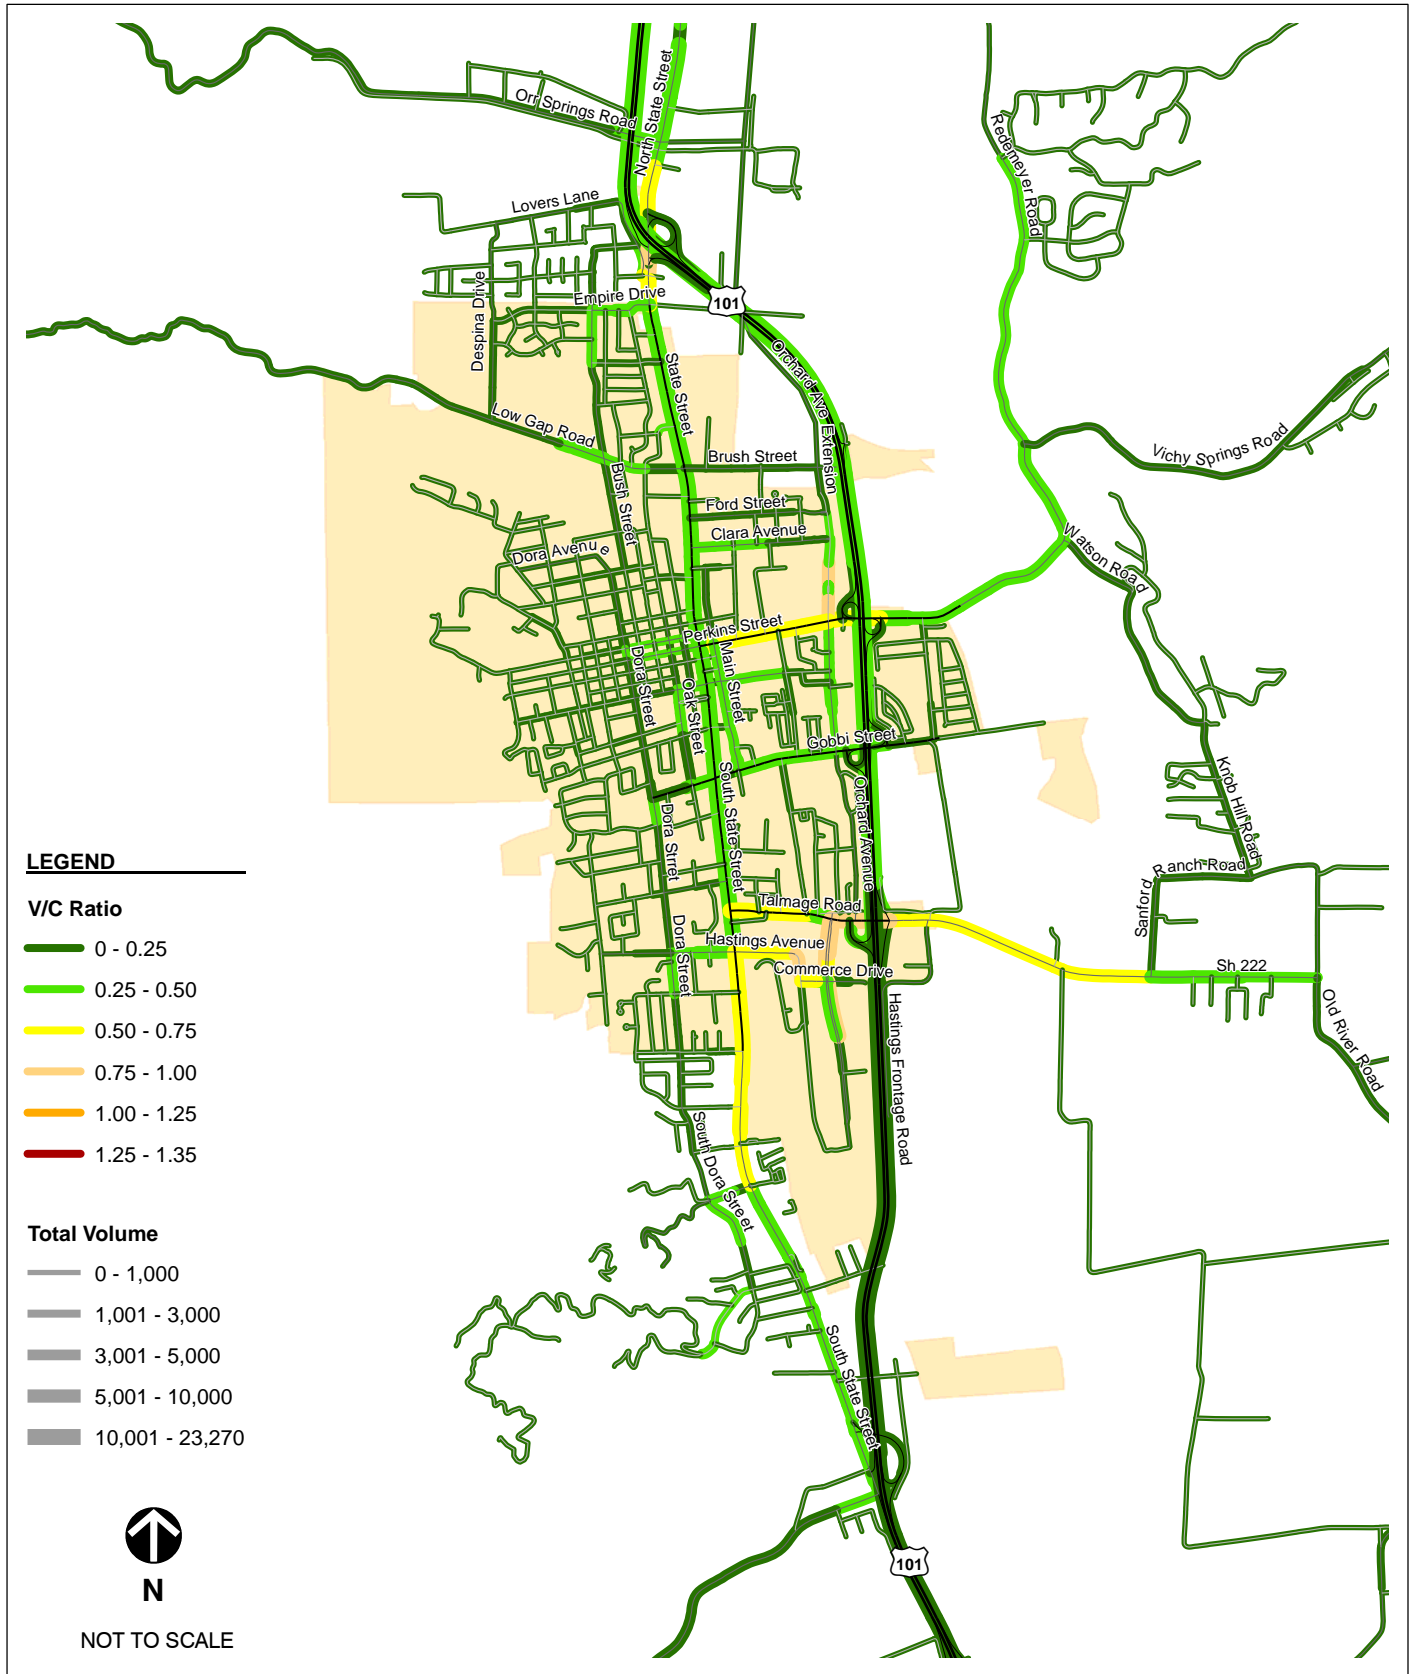 Orr Springs Road
North State Street
Redemeyer Road
Lovers Lane
Despina Drive
Empire Drive
101
State Street
Orchard Ave Extension
Low Gap Road
Bush Street
Brush Street
Vichy Springs Road
Ford Street
Clara Avenue
Dora Avenue
Watson Road
Perkins Street
Main Street
Dora Street
Oak Street
Gobbi Street
South State Street
Orchard Avenue
Knob Hill Road
Dora Strret
Sanford Ranch Road
Talmage Road
Dora Street
Hastings Avenue
Commerce Drive
Sh 222
Old River Road
Hastings Frontage Road
South Dora Street
South State Street
101
LEGEND
V/C Ratio
0 - 0.25
0.25 - 0.50
0.50 - 0.75
0.75 - 1.00
1.00 - 1.25
1.25 - 1.35
Total Volume
0 - 1,000
1,001 - 3,000
3,001 - 5,000
5,001 - 10,000
10,001 - 23,270
N
NOT TO SCALE